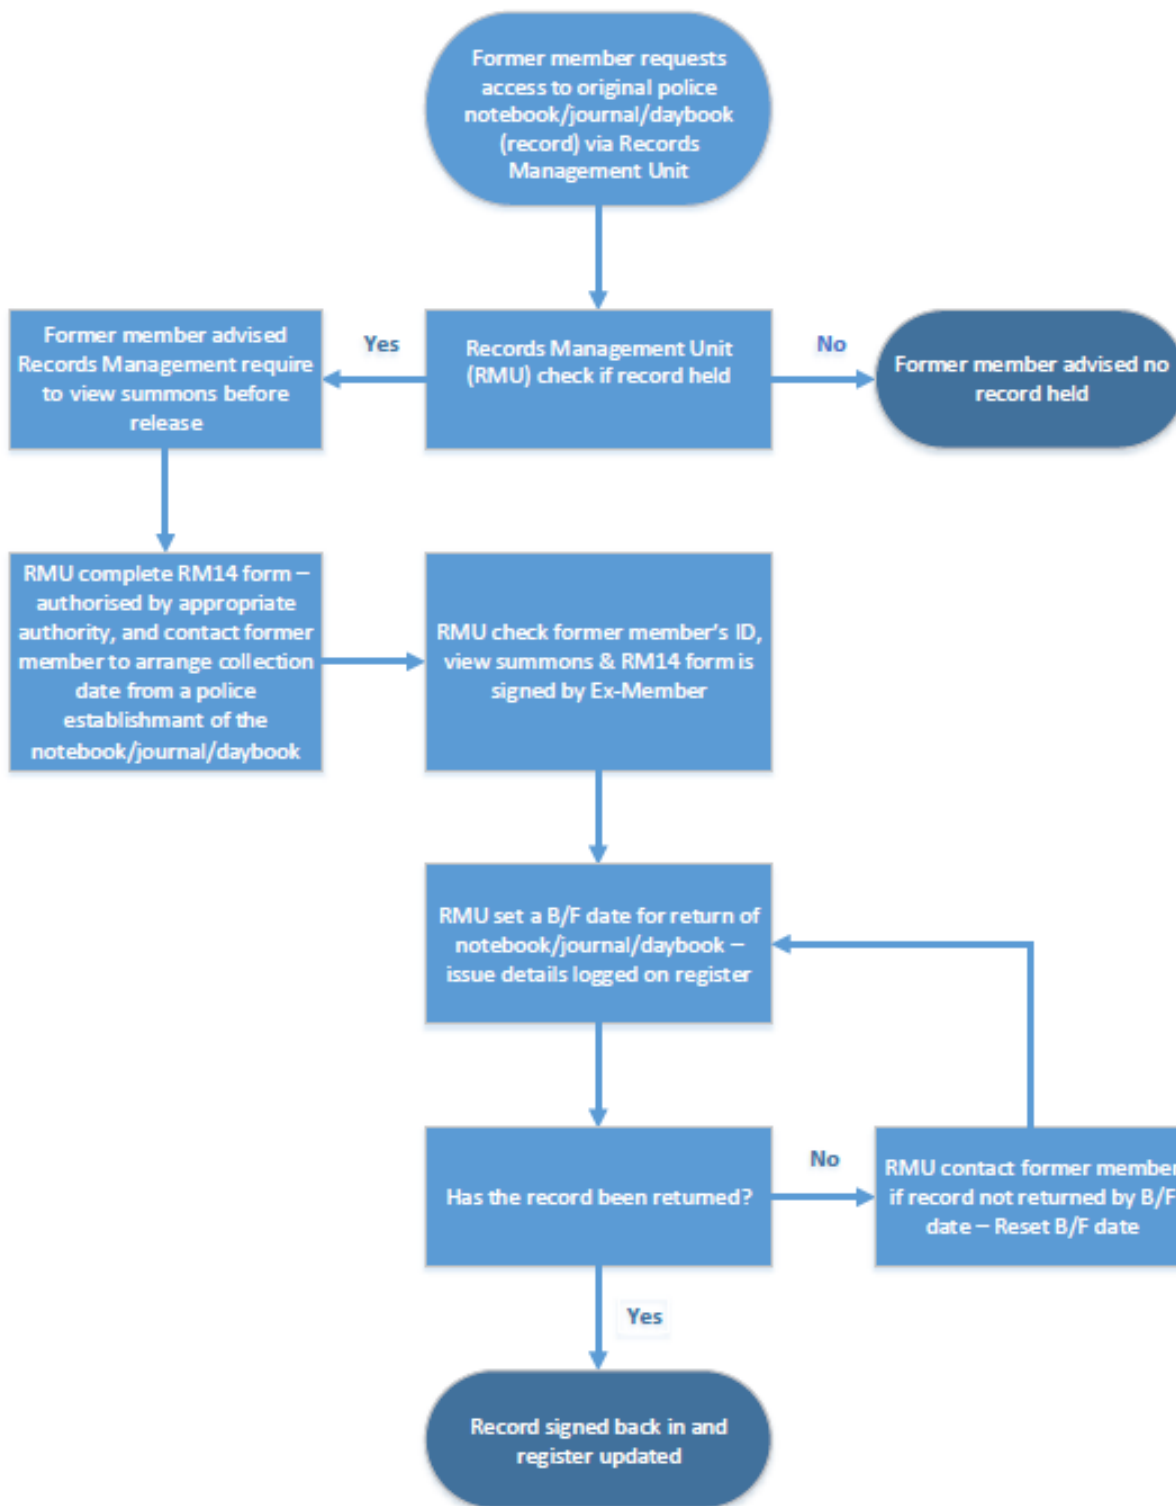 Former member requests
access to original police
notebook/journal/daybook
(record) via Records
Management Unit
Former member advised
Records Management require
to view summons before
release
Yes
Records Management Unit
(RMU) check if record held
No
Former member advised no
record held
RMU complete RM14 form –
authorised by appropriate
authority, and contact former
member to arrange collection
date from a police
establishmant of the
notebook/journal/daybook
RMU check former member's ID,
view summons & RM14 form is
signed by Ex-Member
RMU set a B/F date for return of
notebook/journal/daybook –
issue details logged on register
Has the record been returned?
No
RMU contact former member
if record not returned by B/F
date – Reset B/F date
Yes
Record signed back in and
register updated